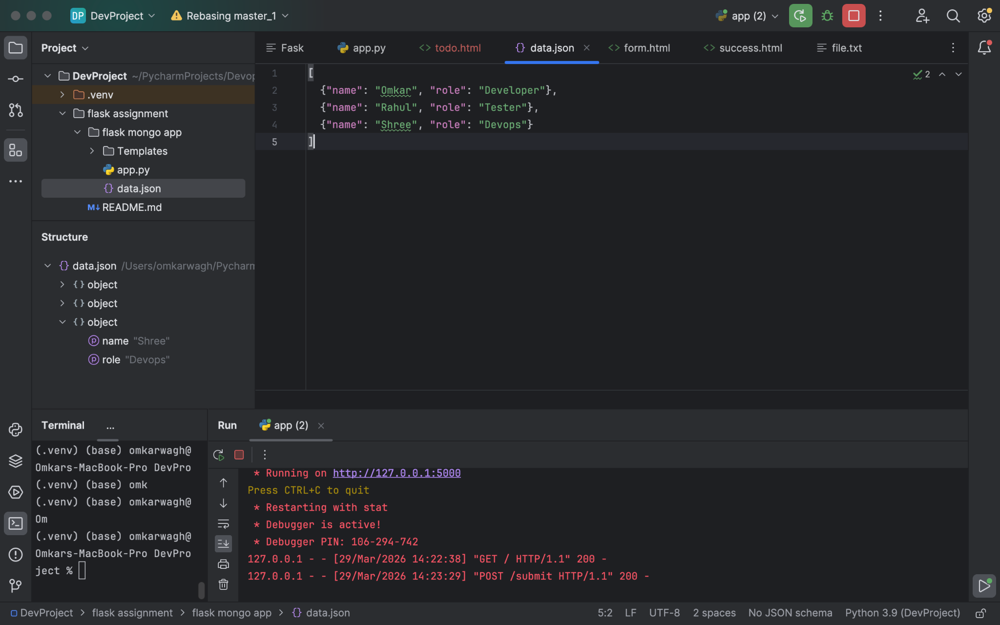 DP DevProject Rebasing master_1 app (2)
Project
DevProject ~/PycharmProjects/Devop
.venv
flask assignment
flask mongo app
Templates
app.py
data.json
M↓ README.md
Structure
data.json /Users/omkarwagh/Pycharm
{} object
{} object
{} object
name "Shree"
role "Devops"
Fask app.py <> todo.html {} data.json <> form.html <> success.html file.txt
2
1 [
2 {"name": "Omkar", "role": "Developer"},
3 {"name": "Rahul", "role": "Tester"},
4 {"name": "Shree", "role": "Devops"}
5 ]
Terminal ...
(.venv) (base) omkarwagh@
Omkars-MacBook-Pro DevPro
(.venv) (base) omk
(.venv) (base) omkarwagh@
Om
(.venv) (base) omkarwagh@
Omkars-MacBook-Pro DevPro
ject %
Run app (2)
* Running on http://127.0.0.1:5000
Press CTRL+C to quit
* Restarting with stat
* Debugger is active!
* Debugger PIN: 106-294-742
127.0.0.1 - - [29/Mar/2026 14:22:38] "GET / HTTP/1.1" 200 -
127.0.0.1 - - [29/Mar/2026 14:23:29] "POST /submit HTTP/1.1" 200 -
DevProject > flask assignment > flask mongo app > {} data.json 5:2 LF UTF-8 2 spaces No JSON schema Python 3.9 (DevProject)